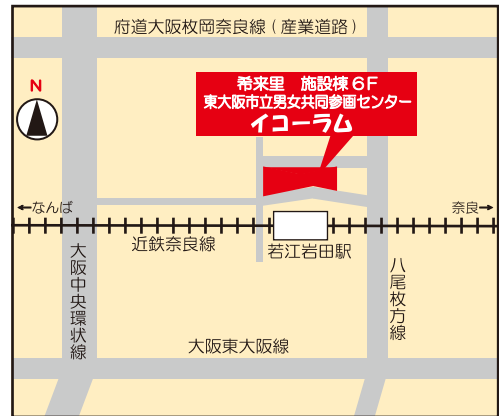 府道大阪枚岡奈良線(産業道路)
N
希来里 施設棟6F
東大阪市立男女共同参画センター
イコーラム
←なんば
奈良→
近鉄奈良線
若江岩田駅
大阪中央環状線
八尾枚方線
大阪東大阪線